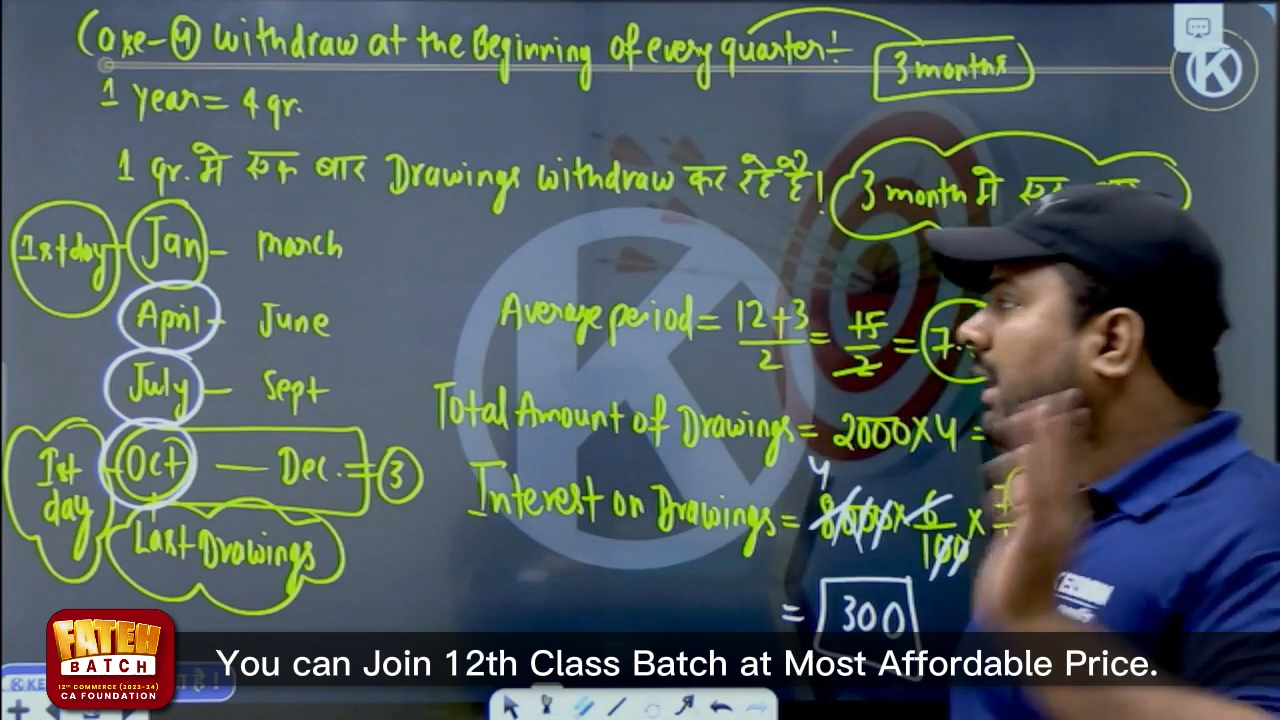 Case-④ Withdraw at the Beginning of every quarter:-
3 months
1 year = 4 qr.
1 qr. में एक बार Drawings withdraw कर रहे है!
3 month में एक
1st day Jan - March
April - June
July - Sept
1st day Oct - Dec. = 3
Last Drawings
Average period = 12+3/2 = 15/2 = 7.
Total Amount of Drawings = 2000×4 =
Interest on Drawings = 8000 × 6/100 ×
4
= 300
K
FATEH
BATCH
12TH COMMERCE (2023-24)
CA FOUNDATION
You can Join 12th Class Batch at Most Affordable Price.